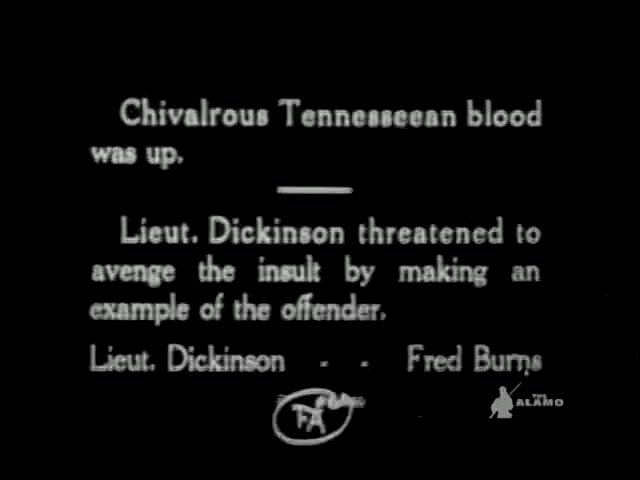 Chivalrous Tennesseean blood
was up.
Lieut. Dickinson threatened to
avenge the insult by making an
example of the offender.
Lieut. Dickinson - - Fred Burns
FA
THE
ALAMO